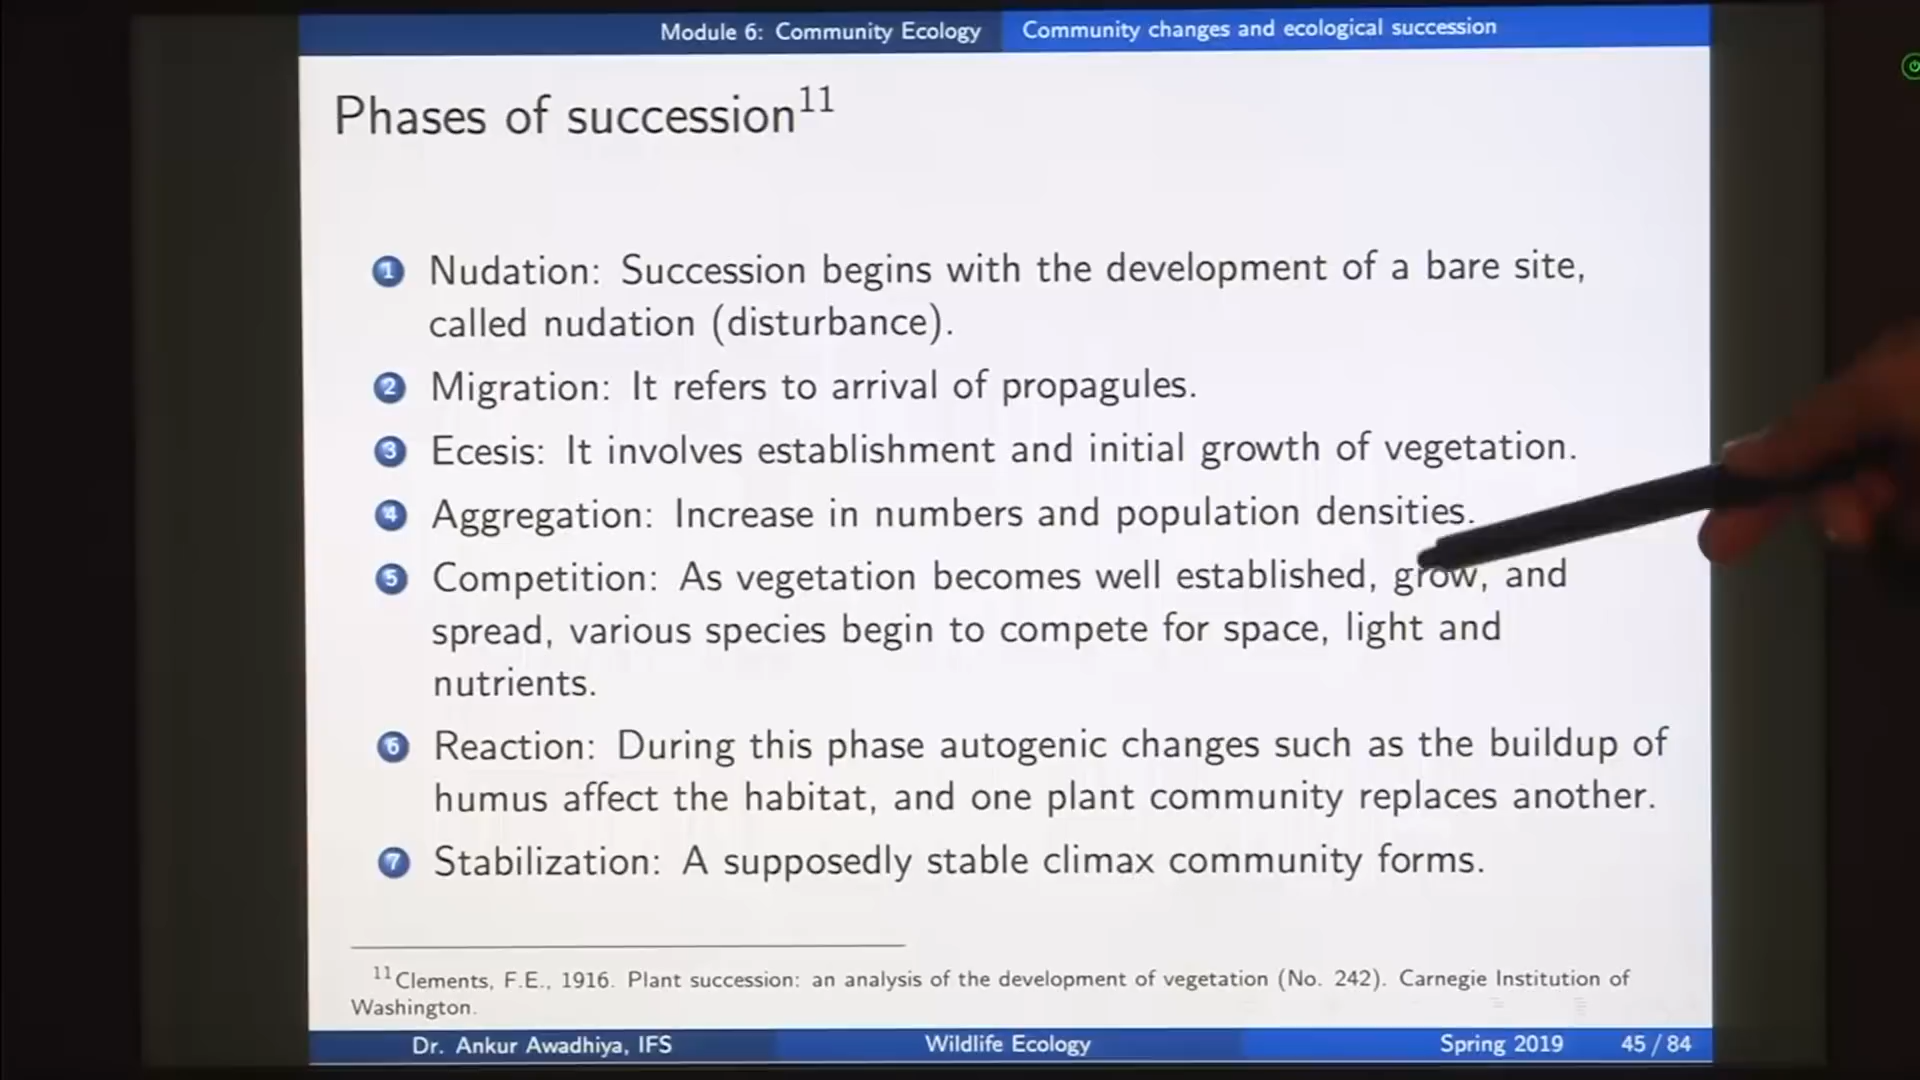 Module 6: Community Ecology Community changes and ecological succession
Phases of succession11
1 Nudation: Succession begins with the development of a bare site,
called nudation (disturbance).
2 Migration: It refers to arrival of propagules.
3 Ecesis: It involves establishment and initial growth of vegetation.
4 Aggregation: Increase in numbers and population densities.
5 Competition: As vegetation becomes well established, grow, and
spread, various species begin to compete for space, light and
nutrients.
6 Reaction: During this phase autogenic changes such as the buildup of
humus affect the habitat, and one plant community replaces another.
7 Stabilization: A supposedly stable climax community forms.
11Clements, F.E., 1916. Plant succession: an analysis of the development of vegetation (No. 242). Carnegie Institution of
Washington.
Dr. Ankur Awadhiya, IFS Wildlife Ecology Spring 2019 45 / 84